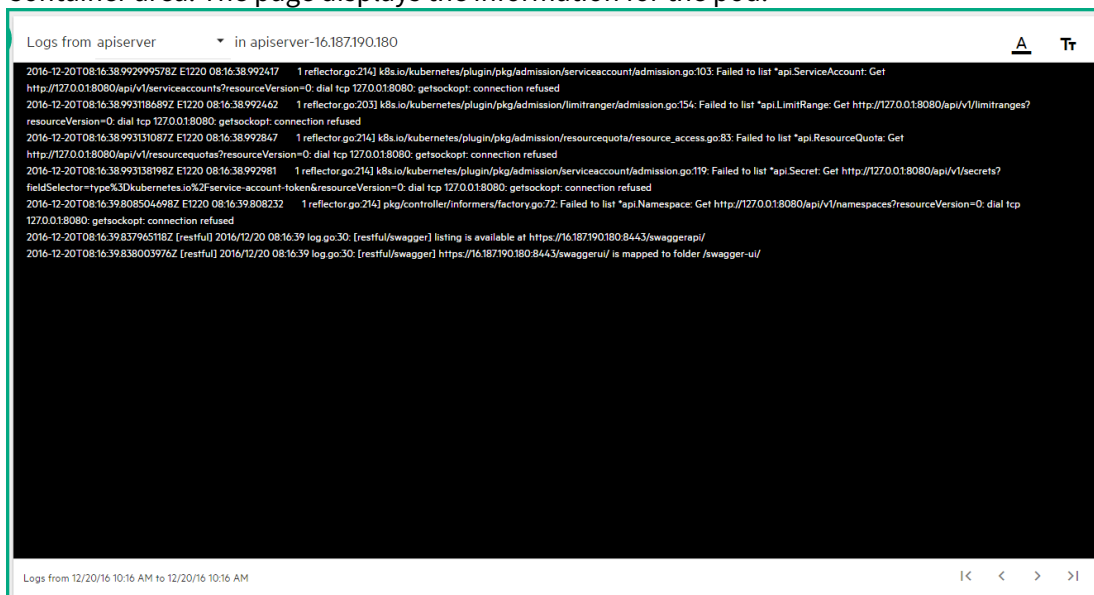 Container area. The page displays the information for the pod.
Logs from apiserver in apiserver-16.187.190.180
A Tт
2016-12-20T08:16:38.992999578Z E1220 08:16:38.992417 1 reflector.go:214] k8s.io/kubernetes/plugin/pkg/admission/serviceaccount/admission.go:103: Failed to list *api.ServiceAccount: Get
http://127.0.0.1:8080/api/v1/serviceaccounts?resourceVersion=0: dial tcp 127.0.0.1:8080: getsockopt: connection refused
2016-12-20T08:16:38.993118689Z E1220 08:16:38.992462 1 reflector.go:203] k8s.io/kubernetes/plugin/pkg/admission/limitranger/admission.go:154: Failed to list *api.LimitRange: Get http://127.0.0.1:8080/api/v1/limitranges?
resourceVersion=0: dial tcp 127.0.0.1:8080: getsockopt: connection refused
2016-12-20T08:16:38.993131087Z E1220 08:16:38.992847 1 reflector.go:214] k8s.io/kubernetes/plugin/pkg/admission/resourcequota/resource_access.go:83: Failed to list *api.ResourceQuota: Get
http://127.0.0.1:8080/api/v1/resourcequotas?resourceVersion=0: dial tcp 127.0.0.1:8080: getsockopt: connection refused
2016-12-20T08:16:38.993138198Z E1220 08:16:38.992981 1 reflector.go:214] k8s.io/kubernetes/plugin/pkg/admission/serviceaccount/admission.go:119: Failed to list *api.Secret: Get http://127.0.0.1:8080/api/v1/secrets?
fieldSelector=type%3Dkubernetes.io%2Fservice-account-token&resourceVersion=0: dial tcp 127.0.0.1:8080: getsockopt: connection refused
2016-12-20T08:16:39.808504698Z E1220 08:16:39.808232 1 reflector.go:214] pkg/controller/informers/factory.go:72: Failed to list *api.Namespace: Get http://127.0.0.1:8080/api/v1/namespaces?resourceVersion=0: dial tcp
127.0.0.1:8080: getsockopt: connection refused
2016-12-20T08:16:39.837965118Z [restful] 2016/12/20 08:16:39 log.go:30: [restful/swagger] listing is available at https://16.187.190.180:8443/swaggerapi/
2016-12-20T08:16:39.838003976Z [restful] 2016/12/20 08:16:39 log.go:30: [restful/swagger] https://16.187.190.180:8443/swaggerui/ is mapped to folder /swagger-ui/
Logs from 12/20/16 10:16 AM to 12/20/16 10:16 AM